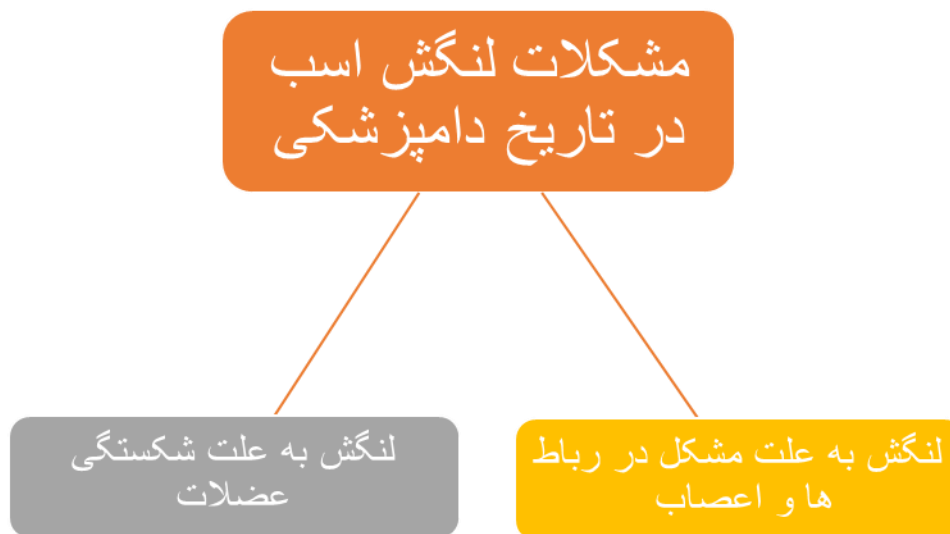 مشکلات لنگش اسب
در تاریخ دامپزشکی
لنگش به علت مشکل در رباط
ها و اعصاب
لنگش به علت شکستگی
عضلات